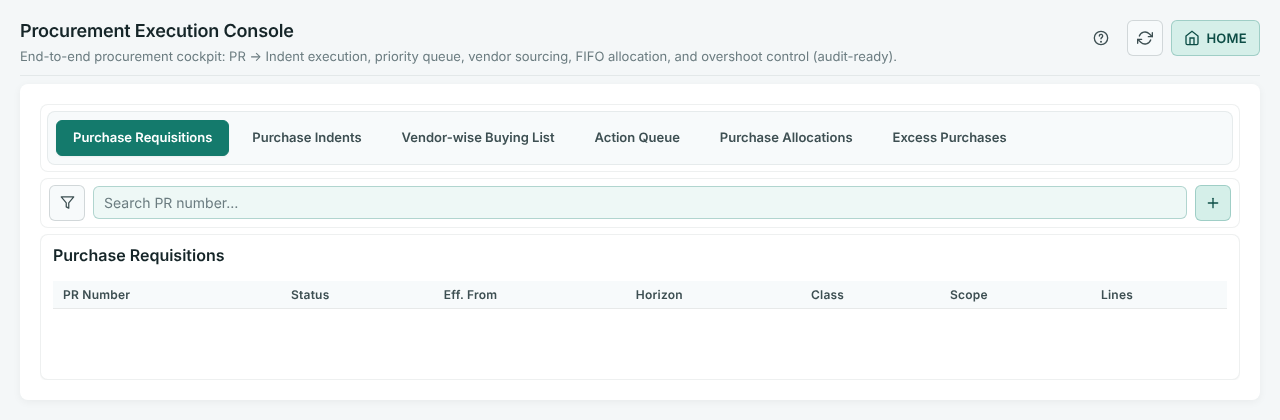 Procurement Execution Console
End-to-end procurement cockpit: PR → Indent execution, priority queue, vendor sourcing, FIFO allocation, and overshoot control (audit-ready).
HOME
Purchase Requisitions
Purchase Indents
Vendor-wise Buying List
Action Queue
Purchase Allocations
Excess Purchases
Search PR number...
Purchase Requisitions
PR Number Status Eff. From Horizon Class Scope Lines